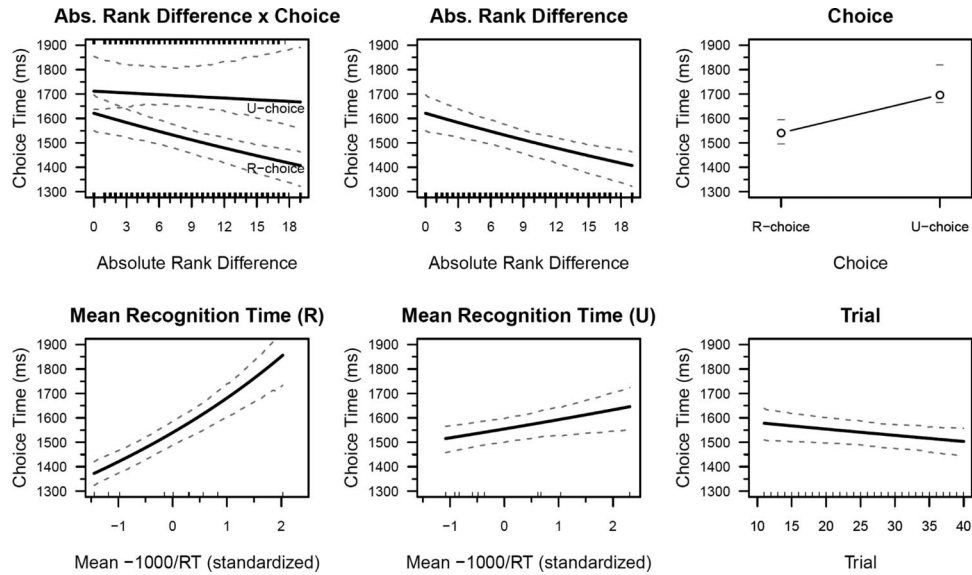 Abs. Rank Difference x Choice
Choice Time (ms)
1900
1800
1700
1600
1500
1400
1300
U-choice
R-choice
0 3 6 9 12 15 18
Absolute Rank Difference
Abs. Rank Difference
Choice Time (ms)
1900
1800
1700
1600
1500
1400
1300
0 3 6 9 12 15 18
Absolute Rank Difference
Choice
Choice Time (ms)
1900
1800
1700
1600
1500
1400
1300
R-choice U-choice
Choice
Mean Recognition Time (R)
Choice Time (ms)
1900
1800
1700
1600
1500
1400
1300
−1 0 1 2
Mean −1000/RT (standardized)
Mean Recognition Time (U)
Choice Time (ms)
1900
1800
1700
1600
1500
1400
1300
−1 0 1 2
Mean −1000/RT (standardized)
Trial
Choice Time (ms)
1900
1800
1700
1600
1500
1400
1300
10 15 20 25 30 35 40
Trial